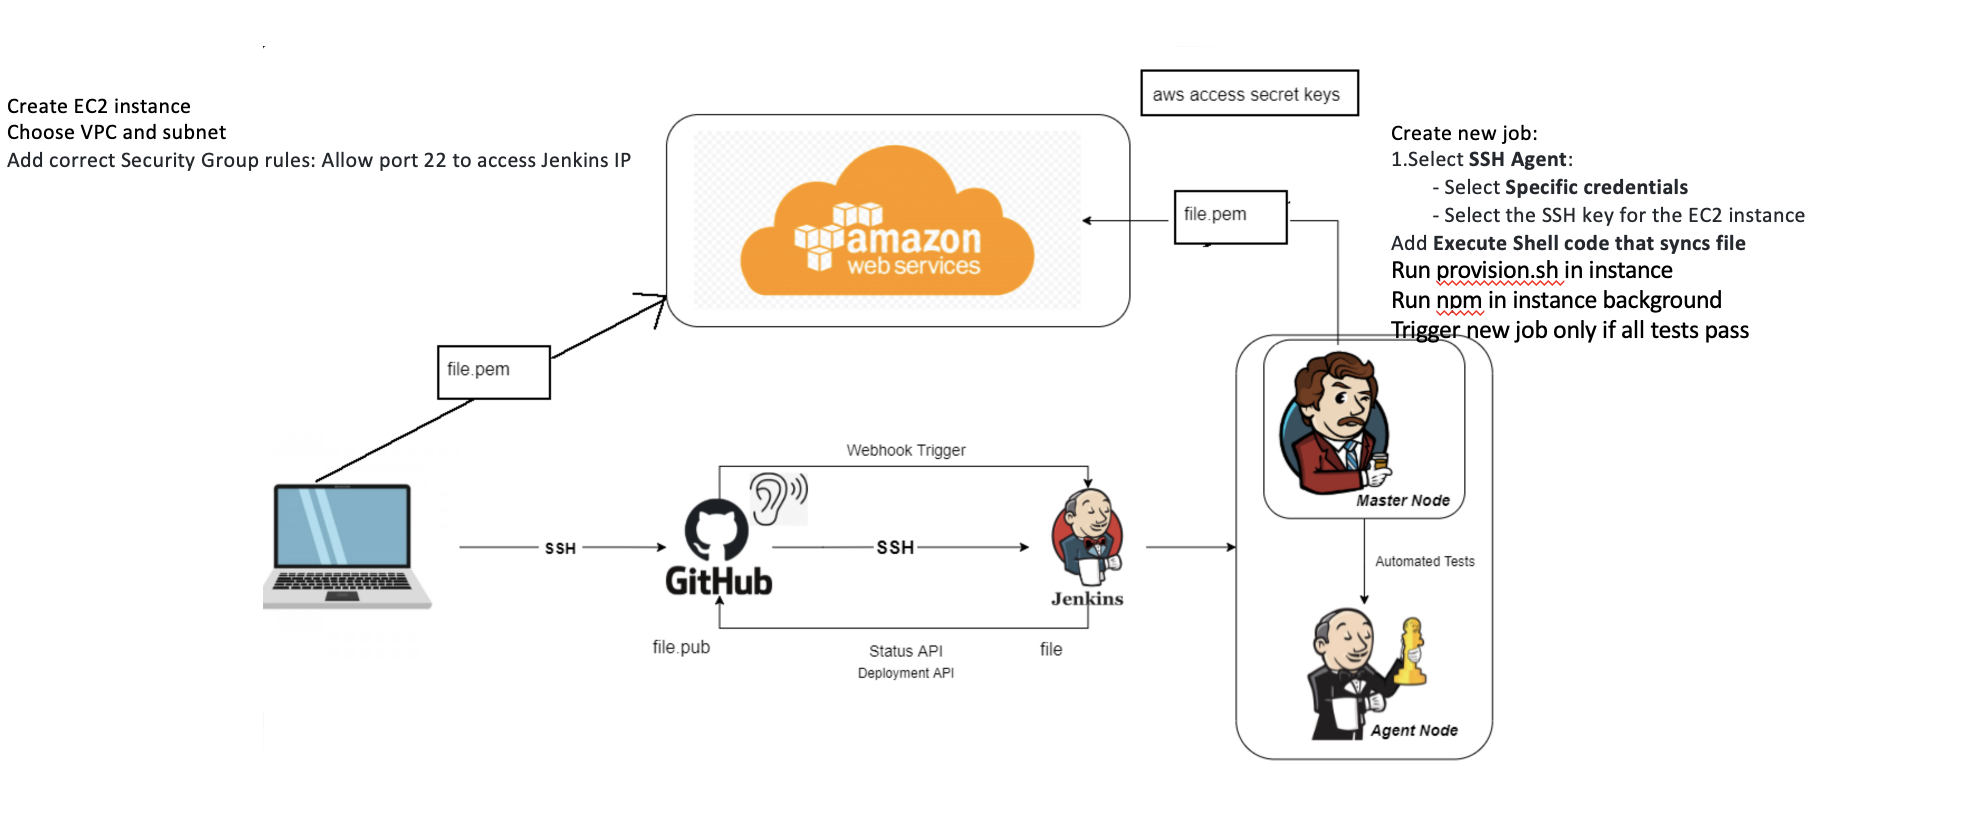 aws access secret keys
Create EC2 instance
Choose VPC and subnet
Add correct Security Group rules: Allow port 22 to access Jenkins IP
amazon
web services
file.pem
Create new job:
1.Select SSH Agent:
- Select Specific credentials
- Select the SSH key for the EC2 instance
Add Execute Shell code that syncs file
Run provision.sh in instance
Run npm in instance background
Trigger new job only if all tests pass
file.pem
Webhook Trigger
Master Node
SSH
GitHub
SSH
Jenkins
Automated Tests
file.pub
Status API
Deployment API
file
Agent Node